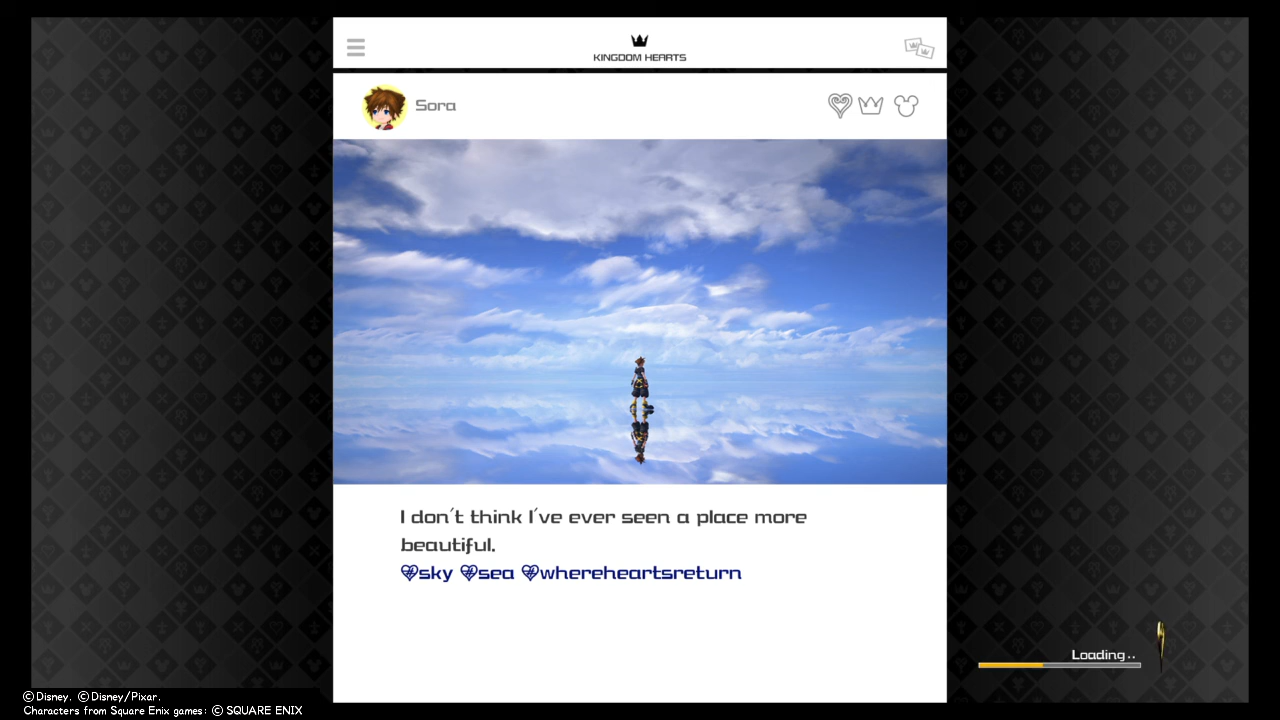 KINGDOM HEARTS
Sora
I don't think I've ever seen a place more
beautiful.
#sky #sea #whereheartsreturn
Loading..
© Disney. © Disney/Pixar.
Characters from Square Enix games: © SQUARE ENIX